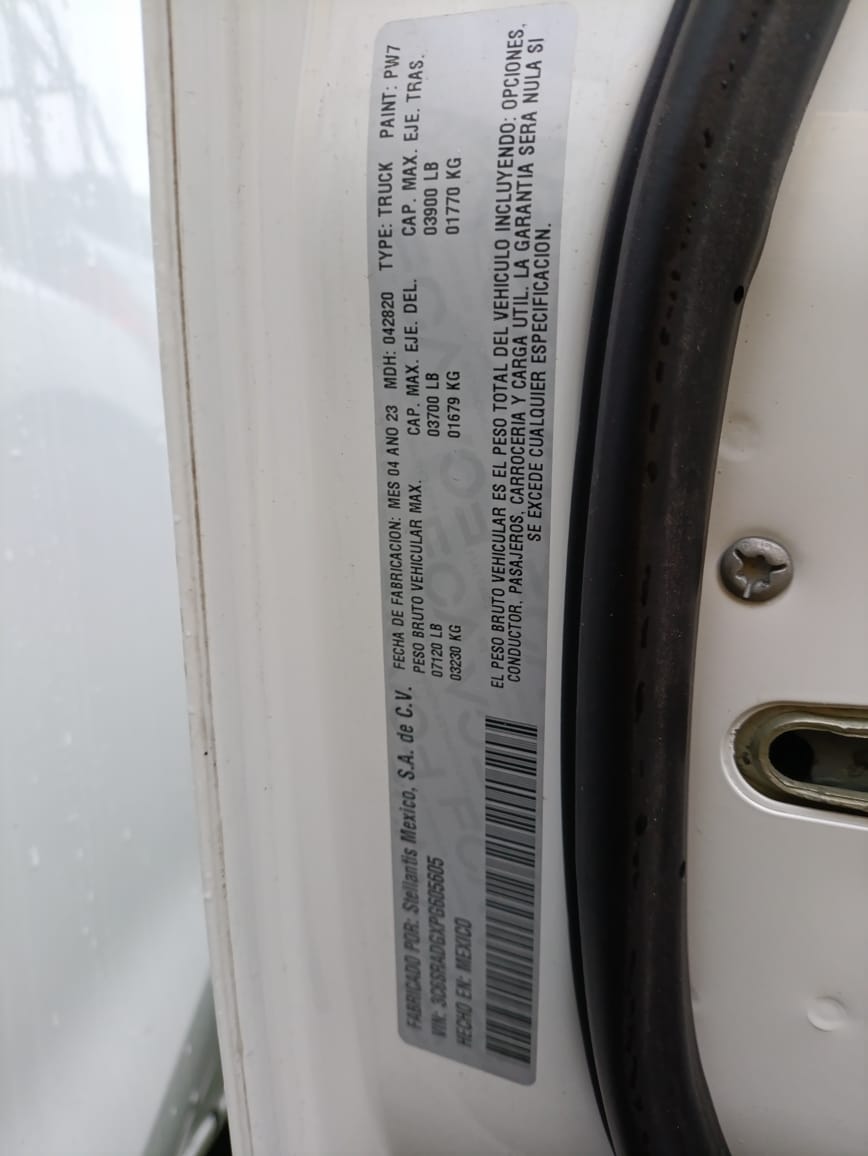 FABRICADO POR: Stellantis Mexico, S.A. de C.V. FECHA DE FABRICACION: MES 04 ANO 23 MDH: 042820 TYPE: TRUCK PAINT: PW7
VIN: 3C6SRADGXPG605605 PESO BRUTO VEHICULAR MAX. CAP. MAX. EJE. DEL. CAP. MAX. EJE. TRAS.
07120 LB 03700 LB 03900 LB
HECHO EN: MEXICO 03230 KG 01679 KG 01770 KG
EL PESO BRUTO VEHICULAR ES EL PESO TOTAL DEL VEHICULO INCLUYENDO: OPCIONES,
CONDUCTOR, PASAJEROS, CARROCERIA Y CARGA UTIL. LA GARANTIA SERA NULA SI
SE EXCEDE CUALQUIER ESPECIFICACION.